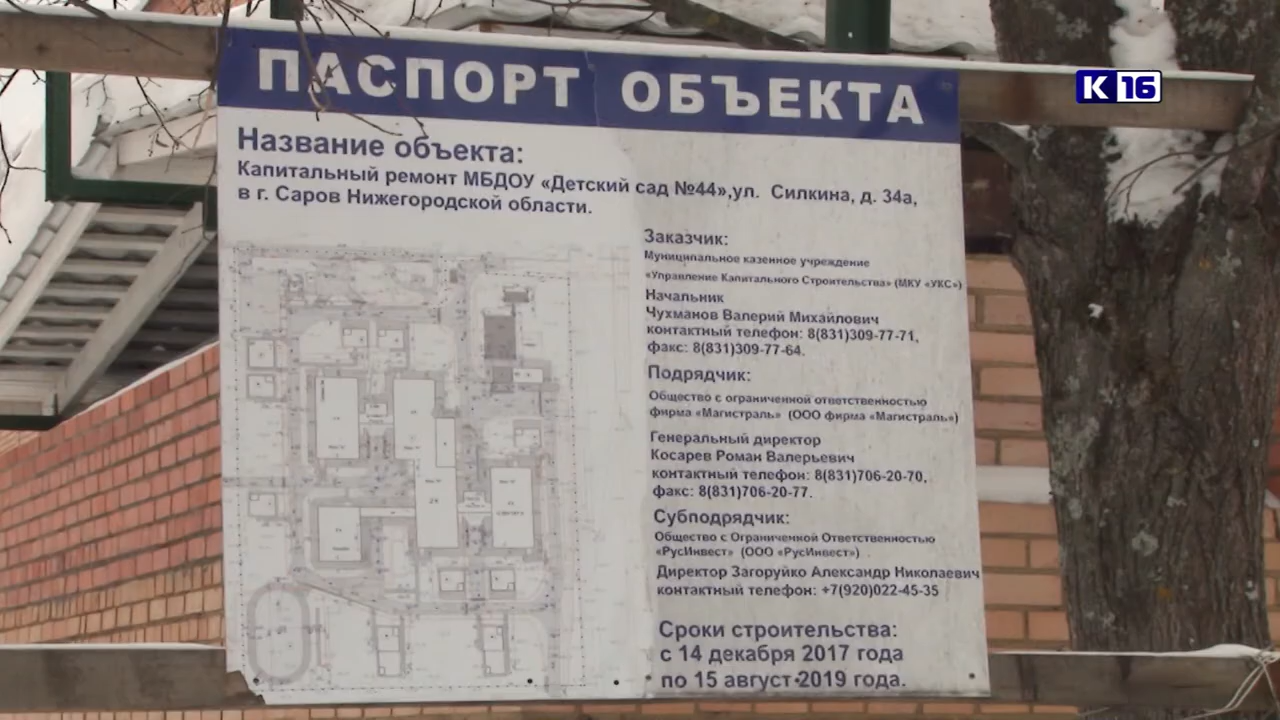 ПАСПОРТ ОБЪЕКТА
K 16
Название объекта:
Капитальный ремонт МБДОУ «Детский сад №44»,ул. Силкина, д. 34а,
в г. Саров Нижегородской области.
Заказчик:
Муниципальное казенное учреждение
«Управление Капитального Строительства» (МКУ «УКС»)
Начальник
Чухманов Валерий Михайлович
контактный телефон: 8(831)309-77-71,
факс: 8(831)309-77-64.
Подрядчик:
Общество с ограниченной ответственностью
фирма «Магистраль» (ООО фирма «Магистраль»)
Генеральный директор
Косарев Роман Валерьевич
контактный телефон: 8(831)706-20-70,
факс: 8(831)706-20-77.
Субподрядчик:
Общество с Ограниченной Ответственностью
«РусИнвест» (ООО «РусИнвест») .
Директор Загоруйко Александр Николаевич
контактный телефон: +7(920)022-45-35
Сроки строительства:
с 14 декабря 2017 года
по 15 август 2019 года.